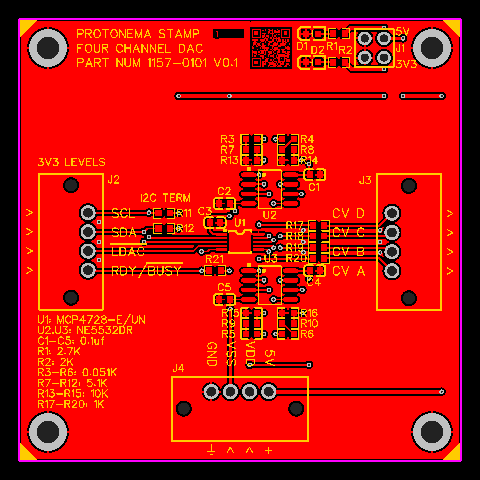 PROTONEMA STAMP
FOUR CHANNEL DAC
PART NUM 1157-0101 V0.1
D1 D2 R1 R2
5V
J1
3V3
R3 R4
R7 R8
R13 R14
3V3 LEVELS
J2
C1
J3
I2C TERM
C2
SCL
R11
C3
U2
CV D
SDA
R12
U1
R17
R18
CV C
LDAC
R19
CV B
R21
U3
R20
RDY/BUSY
CV A
C4
C5
U1: MCP4728-E/UN
U2,U3: NE5532DR
C1-C5: 0.1uf
R1: 2.7K
R2: 2K
R3-R6: 0.051K
R7-R12: 5.1K
R13-R15: 10K
R17-R20: 1K
R15 R16
R9 R10
R5 R6
GND
VSS
VDD
5V
J4